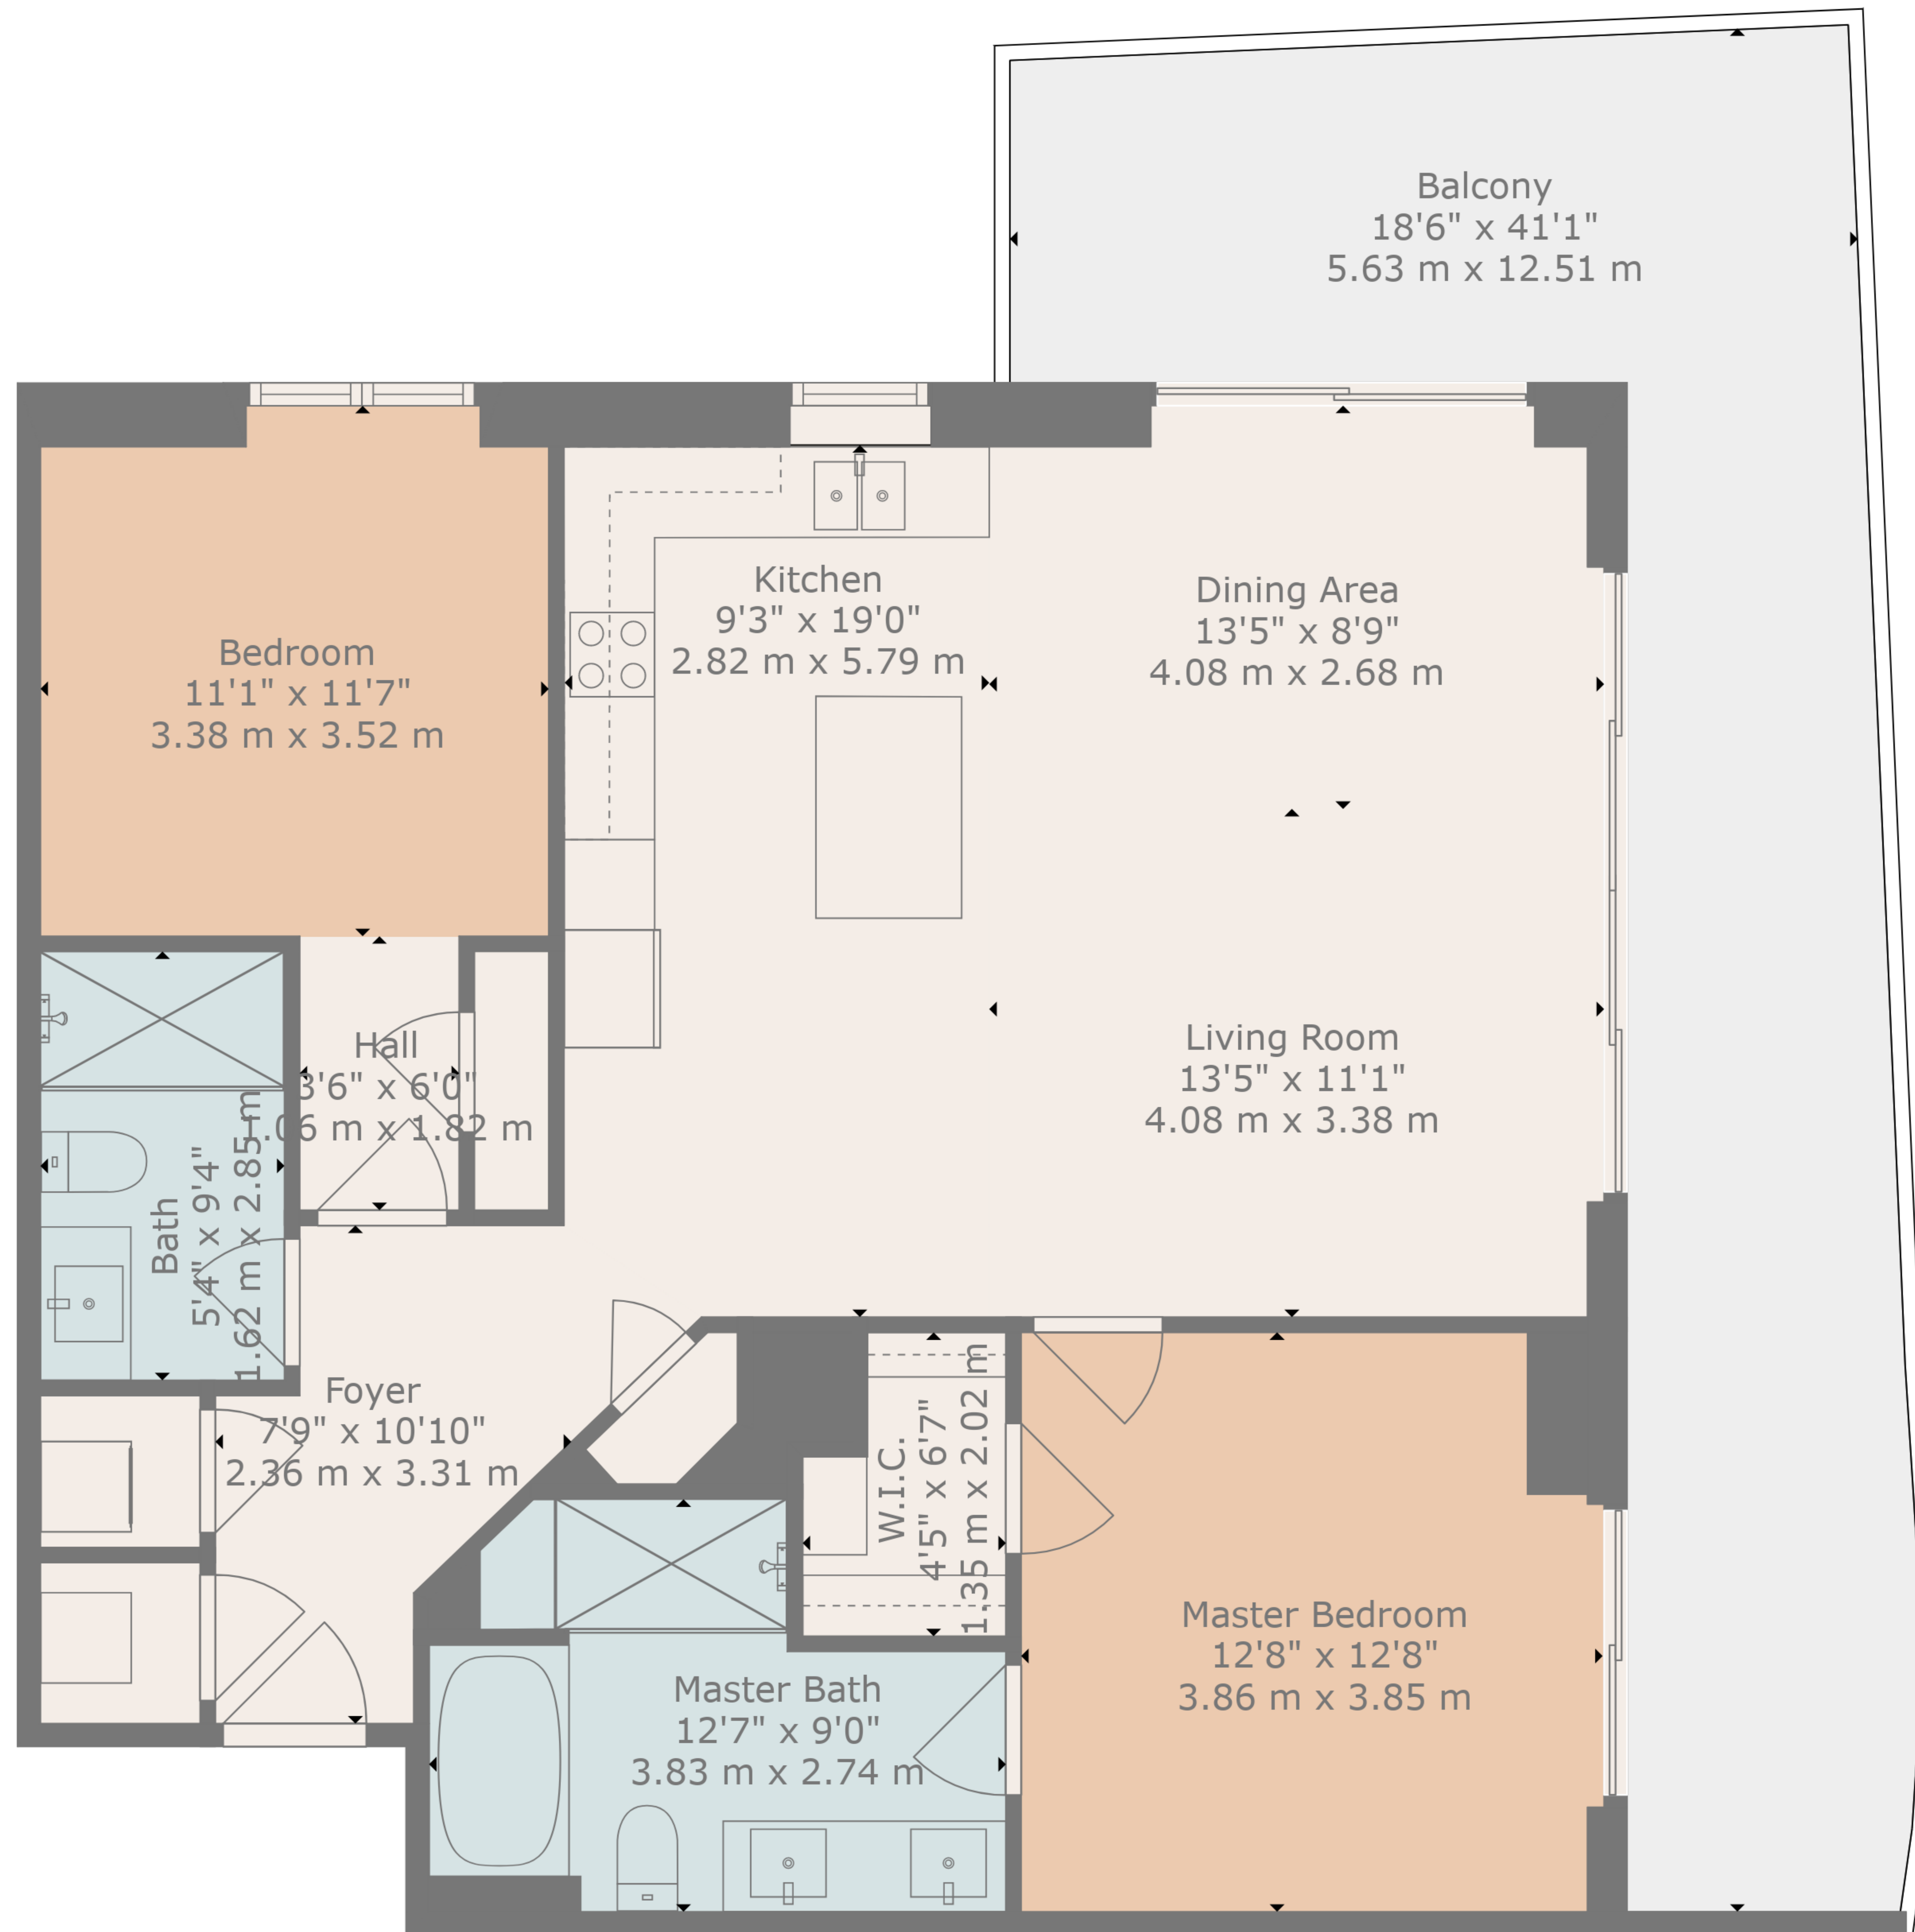 Balcony
18'6" x 41'1"
5.63 m x 12.51 m
Kitchen
9'3" x 19'0"
2.82 m x 5.79 m
Dining Area
13'5" x 8'9"
4.08 m x 2.68 m
Bedroom
11'1" x 11'7"
3.38 m x 3.52 m
Hall
3'6" x 6'0"
1.06 m x 1.82 m
Living Room
13'5" x 11'1"
4.08 m x 3.38 m
Bath
5'4" x 9'4"
1.62 m x 2.85 m
Foyer
7'9" x 10'10"
2.36 m x 3.31 m
W.I.C.
4'5" x 6'7"
1.35 m x 2.02 m
Master Bedroom
12'8" x 12'8"
3.86 m x 3.85 m
Master Bath
12'7" x 9'0"
3.83 m x 2.74 m